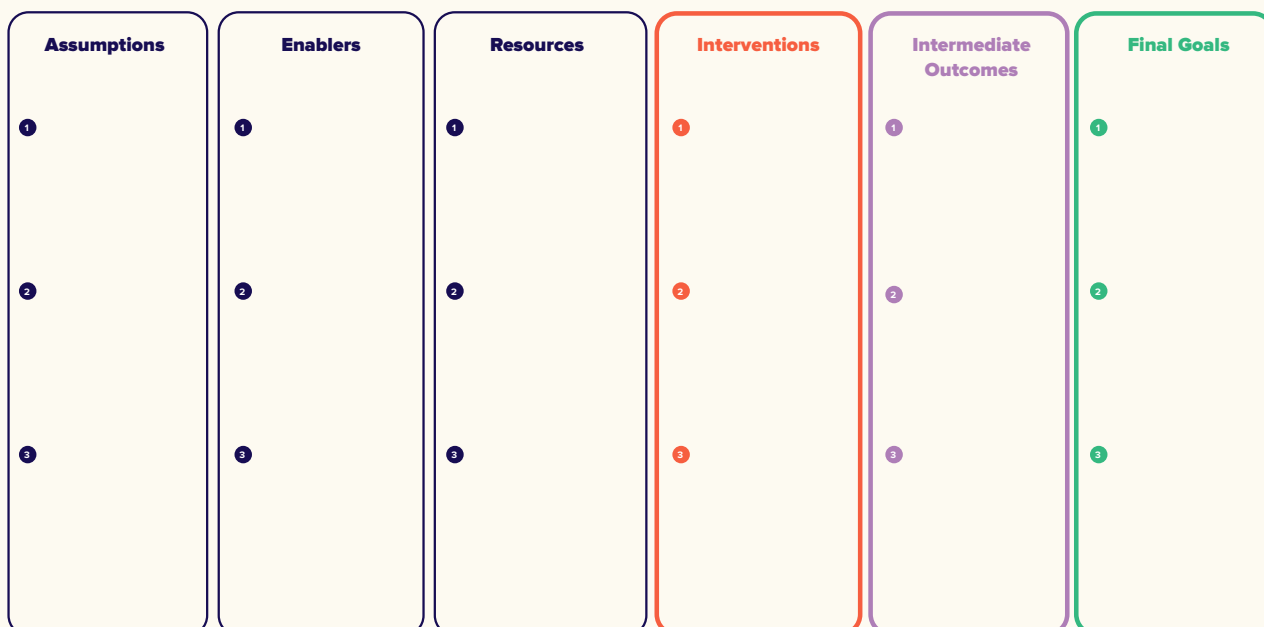 Assumptions
1
2
3
Enablers
1
2
3
Resources
1
2
3
Interventions
1
2
3
Intermediate
Outcomes
1
2
3
Final Goals
1
2
3